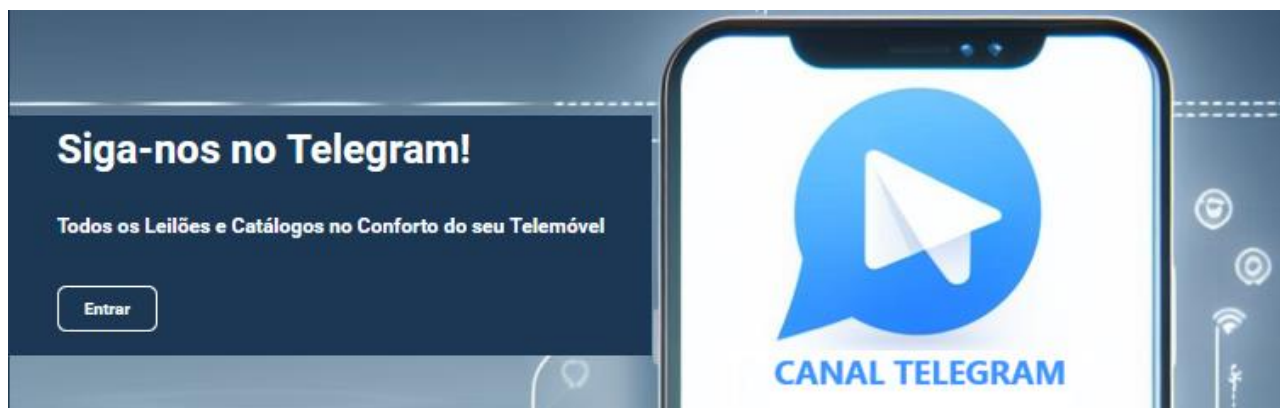 Siga-nos no Telegram!
Todos os Leilões e Catálogos no Conforto do seu Telemóvel
Entrar
CANAL TELEGRAM